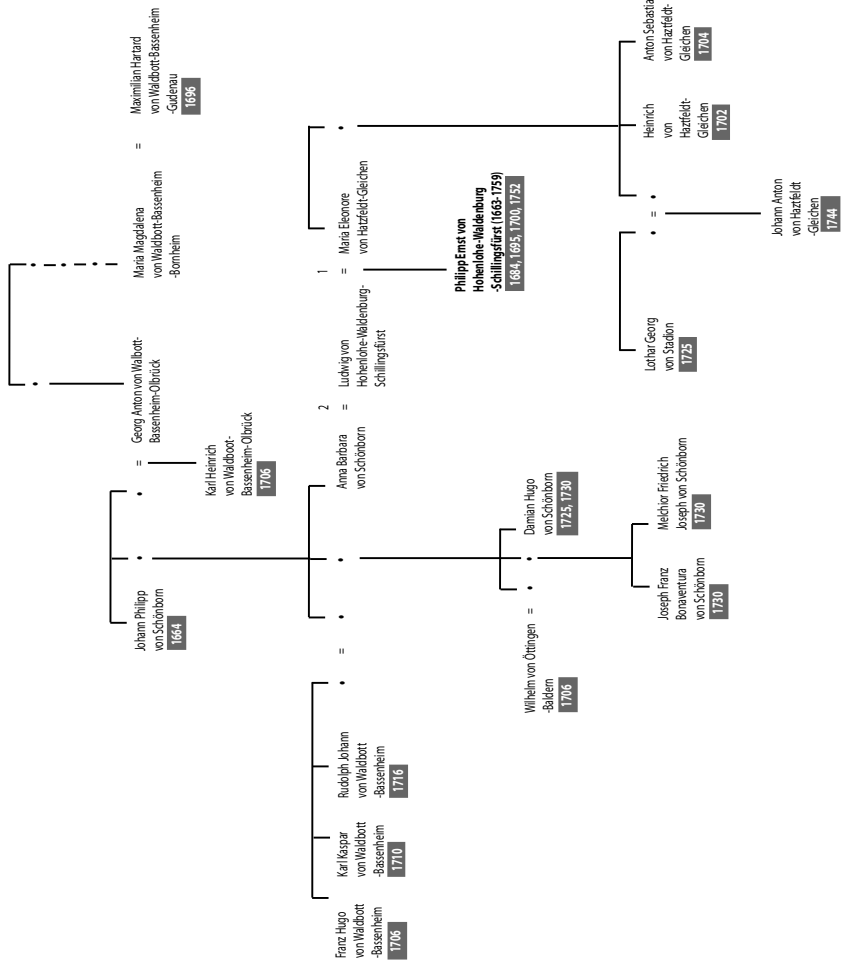 Johann Philipp
von Schönborn
1664
=
Georg Anton von Walbott-
Bassenheim-Olbrück
Maria Magdalena
von Waldbott-Bassenheim
-Bornheim
=
Maximilian Hartard
von Waldbott-Bassenheim
-Gudenau
1696
Karl Heinrich
von Waldboot-
Bassenheim-Olbrück
1706
Franz Hugo
von Waldbott
-Bassenheim
1706
Karl Kaspar
von Waldbott
-Bassenheim
1710
Rudolph Johann
von Waldbott
-Bassenheim
1716
=
Anna Barbara
von Schönborn
2
=
Ludwig von
Hohenlohe-Waldenburg-
Schillingsfürst
1
=
Maria Eleonore
von Hatzfeldt-Gleichen
Philipp Ernst von
Hohenlohe-Waldenburg
-Schillingsfürst (1663-1759)
1684, 1695, 1700, 1752
Wilhelm von Öttingen
-Baldern
1706
=
Damian Hugo
von Schönborn
1725, 1730
Joseph Franz
Bonaventura
von Schönborn
1730
Melchior Friedrich
Joseph von Schönborn
1730
Lothar Georg
von Stadion
1725
=
Heinrich
von
Haztfeldt-
Gleichen
1702
Anton Sebastia
von Haztfeldt-
Gleichen
1704
Johann Anton
von Haztfeldt
-Gleichen
1744